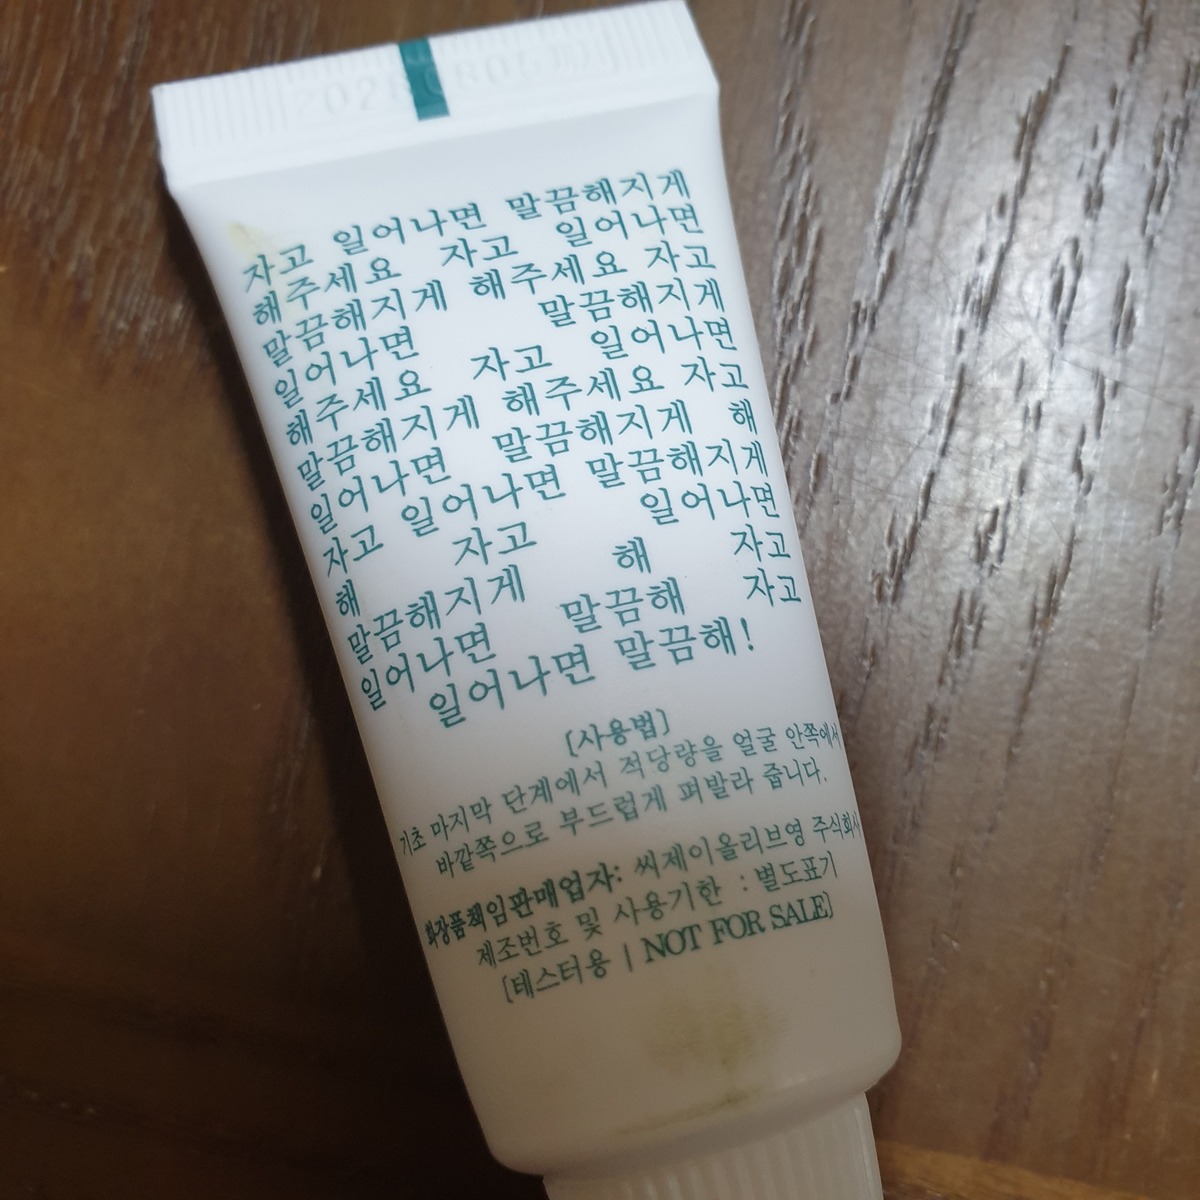 자고 일어나면 말끔해지게
해주세요 자고 일어나면
말끔해지게 해주세요 자고
일어나면 말끔해지게
해주세요 자고 일어나면
말끔해지게 해주세요 자고
일어나면 말끔해지게 해
자고 일어나면 말끔해지게
해 자고 일어나면
말끔해지게 해 자고
일어나면 말끔해 자고
일어나면 말끔해!
[사용법]
기초 마지막 단계에서 적당량을 얼굴 안쪽에서
바깥쪽으로 부드럽게 펴발라 줍니다.
화장품책임판매업자: 씨제이올리브영 주식회사
제조번호 및 사용기한 : 별도표기
[테스터용 | NOT FOR SALE]